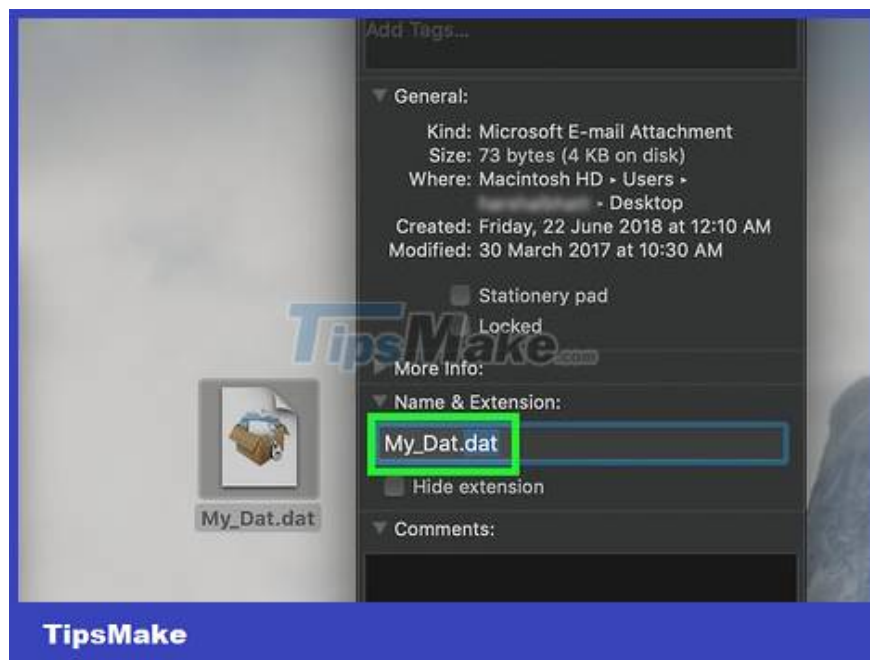 Add Tags...
General:
Kind: Microsoft E-mail Attachment
Size: 73 bytes (4 KB on disk)
Where: Macintosh HD ▸ Users ▸
▸ Desktop
Created: Friday, 22 June 2018 at 12:10 AM
Modified: 30 March 2017 at 10:30 AM
Stationery pad
Locked
TipsMake.com
More Info:
Name & Extension:
My_Dat.dat
Hide extension
My_Dat.dat
Comments:
TipsMake